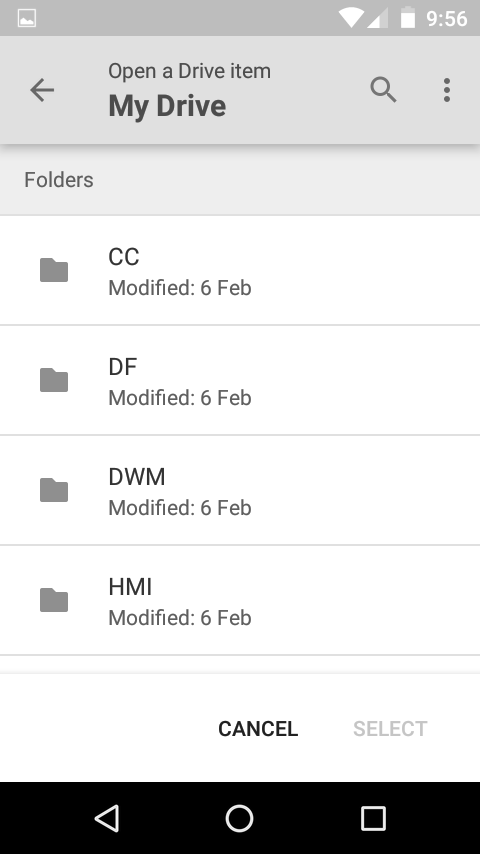 9:56
Open a Drive item
My Drive
Folders
CC
Modified: 6 Feb
DF
Modified: 6 Feb
DWM
Modified: 6 Feb
HMI
Modified: 6 Feb
CANCEL
SELECT